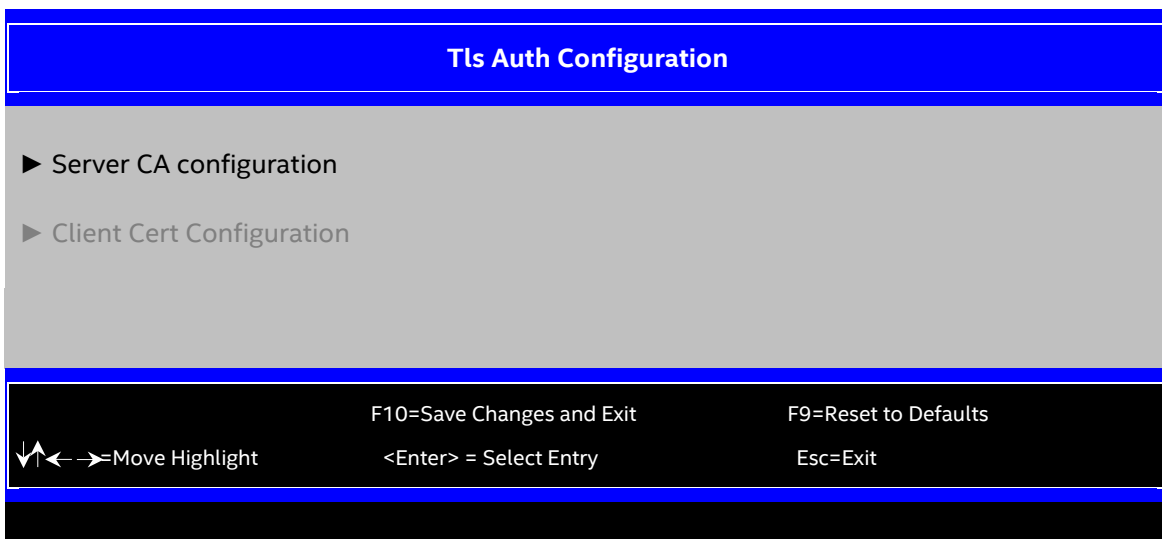 Tls Auth Configuration
► Server CA configuration
► Client Cert Configuration
F10=Save Changes and Exit F9=Reset to Defaults
↓↑←→=Move Highlight <Enter> = Select Entry Esc=Exit